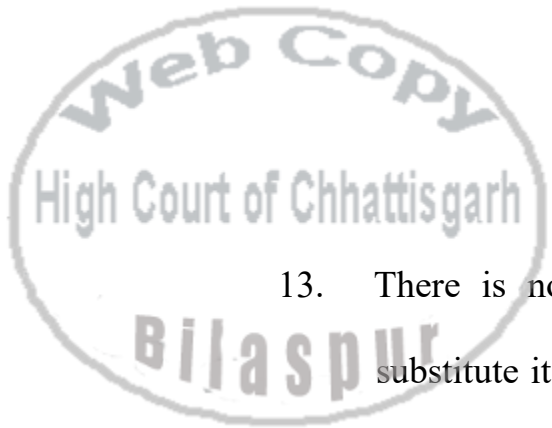 Web Copy
High Court of Chhattisgarh
Bilaspur
13. There is no
substitute it